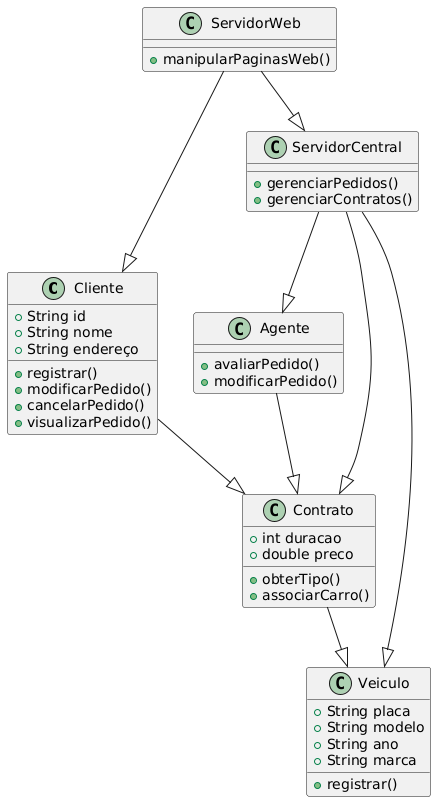 C ServidorWeb
manipularPaginasWeb()
C ServidorCentral
gerenciarPedidos()
gerenciarContratos()
C Cliente
String id
String nome
String endereço
registrar()
modificarPedido()
cancelarPedido()
visualizarPedido()
C Agente
avaliarPedido()
modificarPedido()
C Contrato
int duracao
double preco
obterTipo()
associarCarro()
C Veiculo
String placa
String modelo
String ano
String marca
registrar()